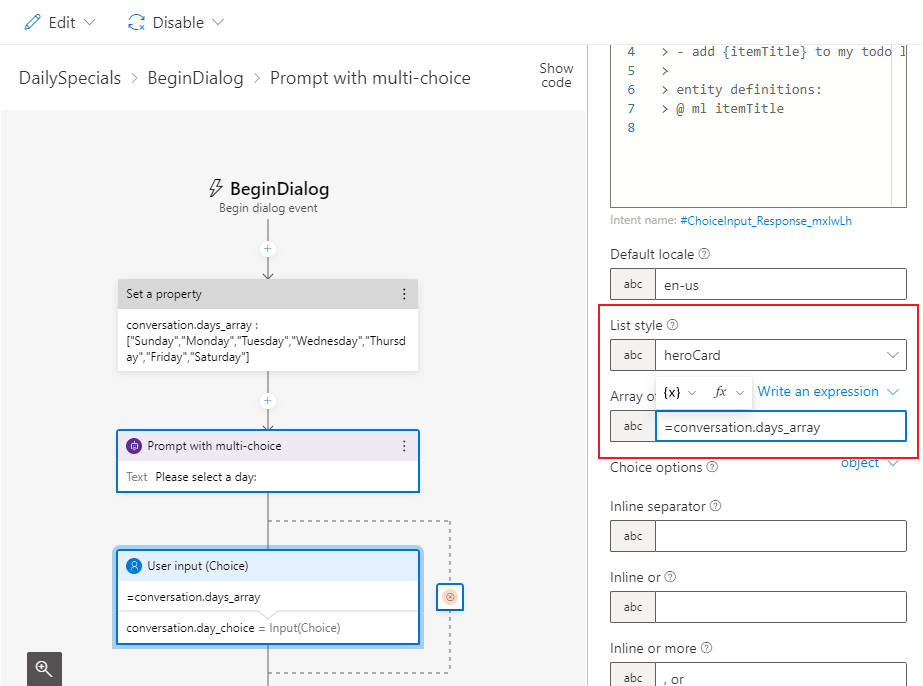 Edit
Disable
DailySpecials > BeginDialog > Prompt with multi-choice
Show
code
BeginDialog
Begin dialog event
Set a property
conversation.days_array :
["Sunday","Monday","Tuesday","Wednesday","Thursd
ay","Friday","Saturday"]
Prompt with multi-choice
Text Please select a day:
User input (Choice)
=conversation.days_array
conversation.day_choice = Input(Choice)
4 > - add {itemTitle} to my todo l
5 >
6 > entity definitions:
7 > @ ml itemTitle
8
Intent name: #ChoiceInput_Response_mxIwLh
Default locale
abc en-us
List style
abc heroCard
Array o
{x} fx Write an expression
abc =conversation.days_array
Choice options object
Inline separator
abc
Inline or
abc
Inline or more
abc , or